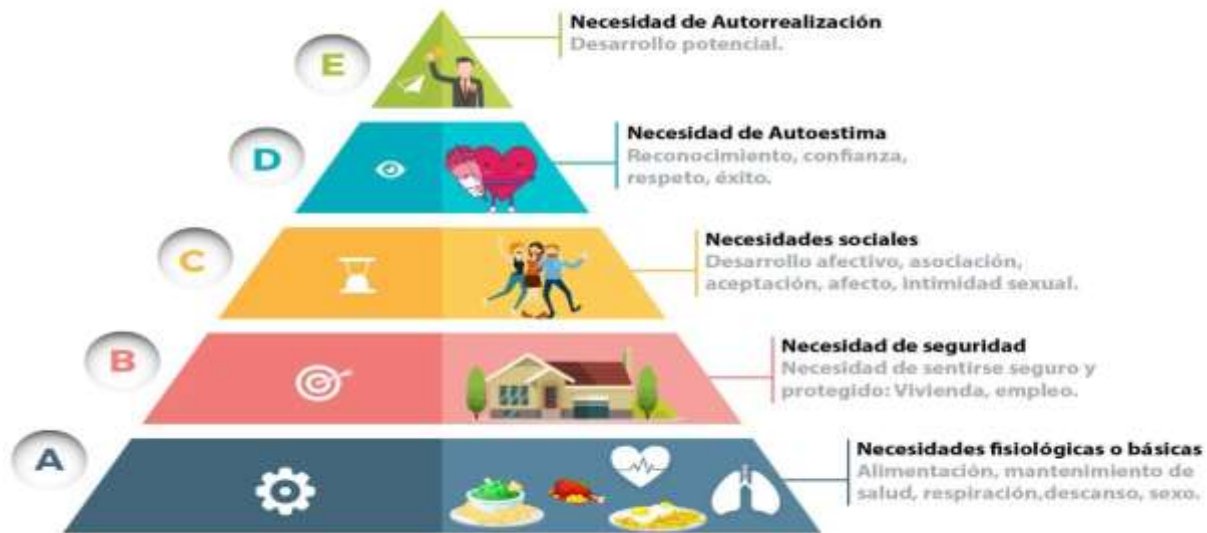 E
Necesidad de Autorrealización
Desarrollo potencial.
D
Necesidad de Autoestima
Reconocimiento, confianza,
respeto, éxito.
C
Necesidades sociales
Desarrollo afectivo, asociación,
aceptación, afecto, intimidad sexual.
B
Necesidad de seguridad
Necesidad de sentirse seguro y
protegido: Vivienda, empleo.
A
Necesidades fisiológicas o básicas
Alimentación, mantenimiento de
salud, respiración,descanso, sexo.